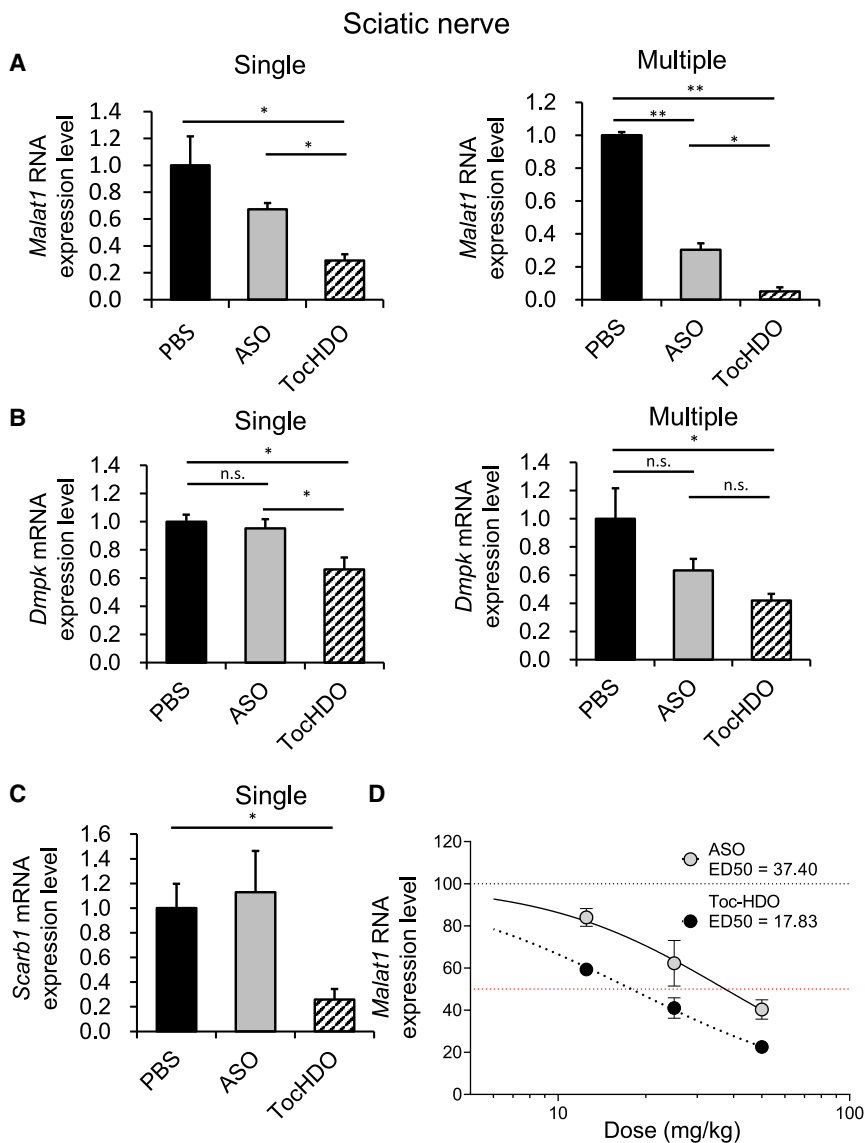 Sciatic nerve
A
Single
Malat1 RNA
expression level
1.4
1.2
1.0
0.8
0.6
0.4
0.2
0.0
*
*
PBS
ASO
TocHDO
Multiple
Malat1 RNA
expression level
1.2
1.0
0.8
0.6
0.4
0.2
0.0
**
**
*
PBS
ASO
TocHDO
B
Single
Dmpk mRNA
expression level
1.4
1.2
1.0
0.8
0.6
0.4
0.2
0.0
*
n.s.
*
PBS
ASO
TocHDO
Multiple
Dmpk mRNA
expression level
1.4
1.2
1.0
0.8
0.6
0.4
0.2
0.0
*
n.s.
n.s.
PBS
ASO
TocHDO
C
Single
Scarb1 mRNA
expression level
1.6
1.4
1.2
1.0
0.8
0.6
0.4
0.2
0.0
*
PBS
ASO
TocHDO
D
Malat1 RNA
expression level
120
100
80
60
40
20
0
ASO
ED50 = 37.40
Toc-HDO
ED50 = 17.83
10
100
Dose (mg/kg)